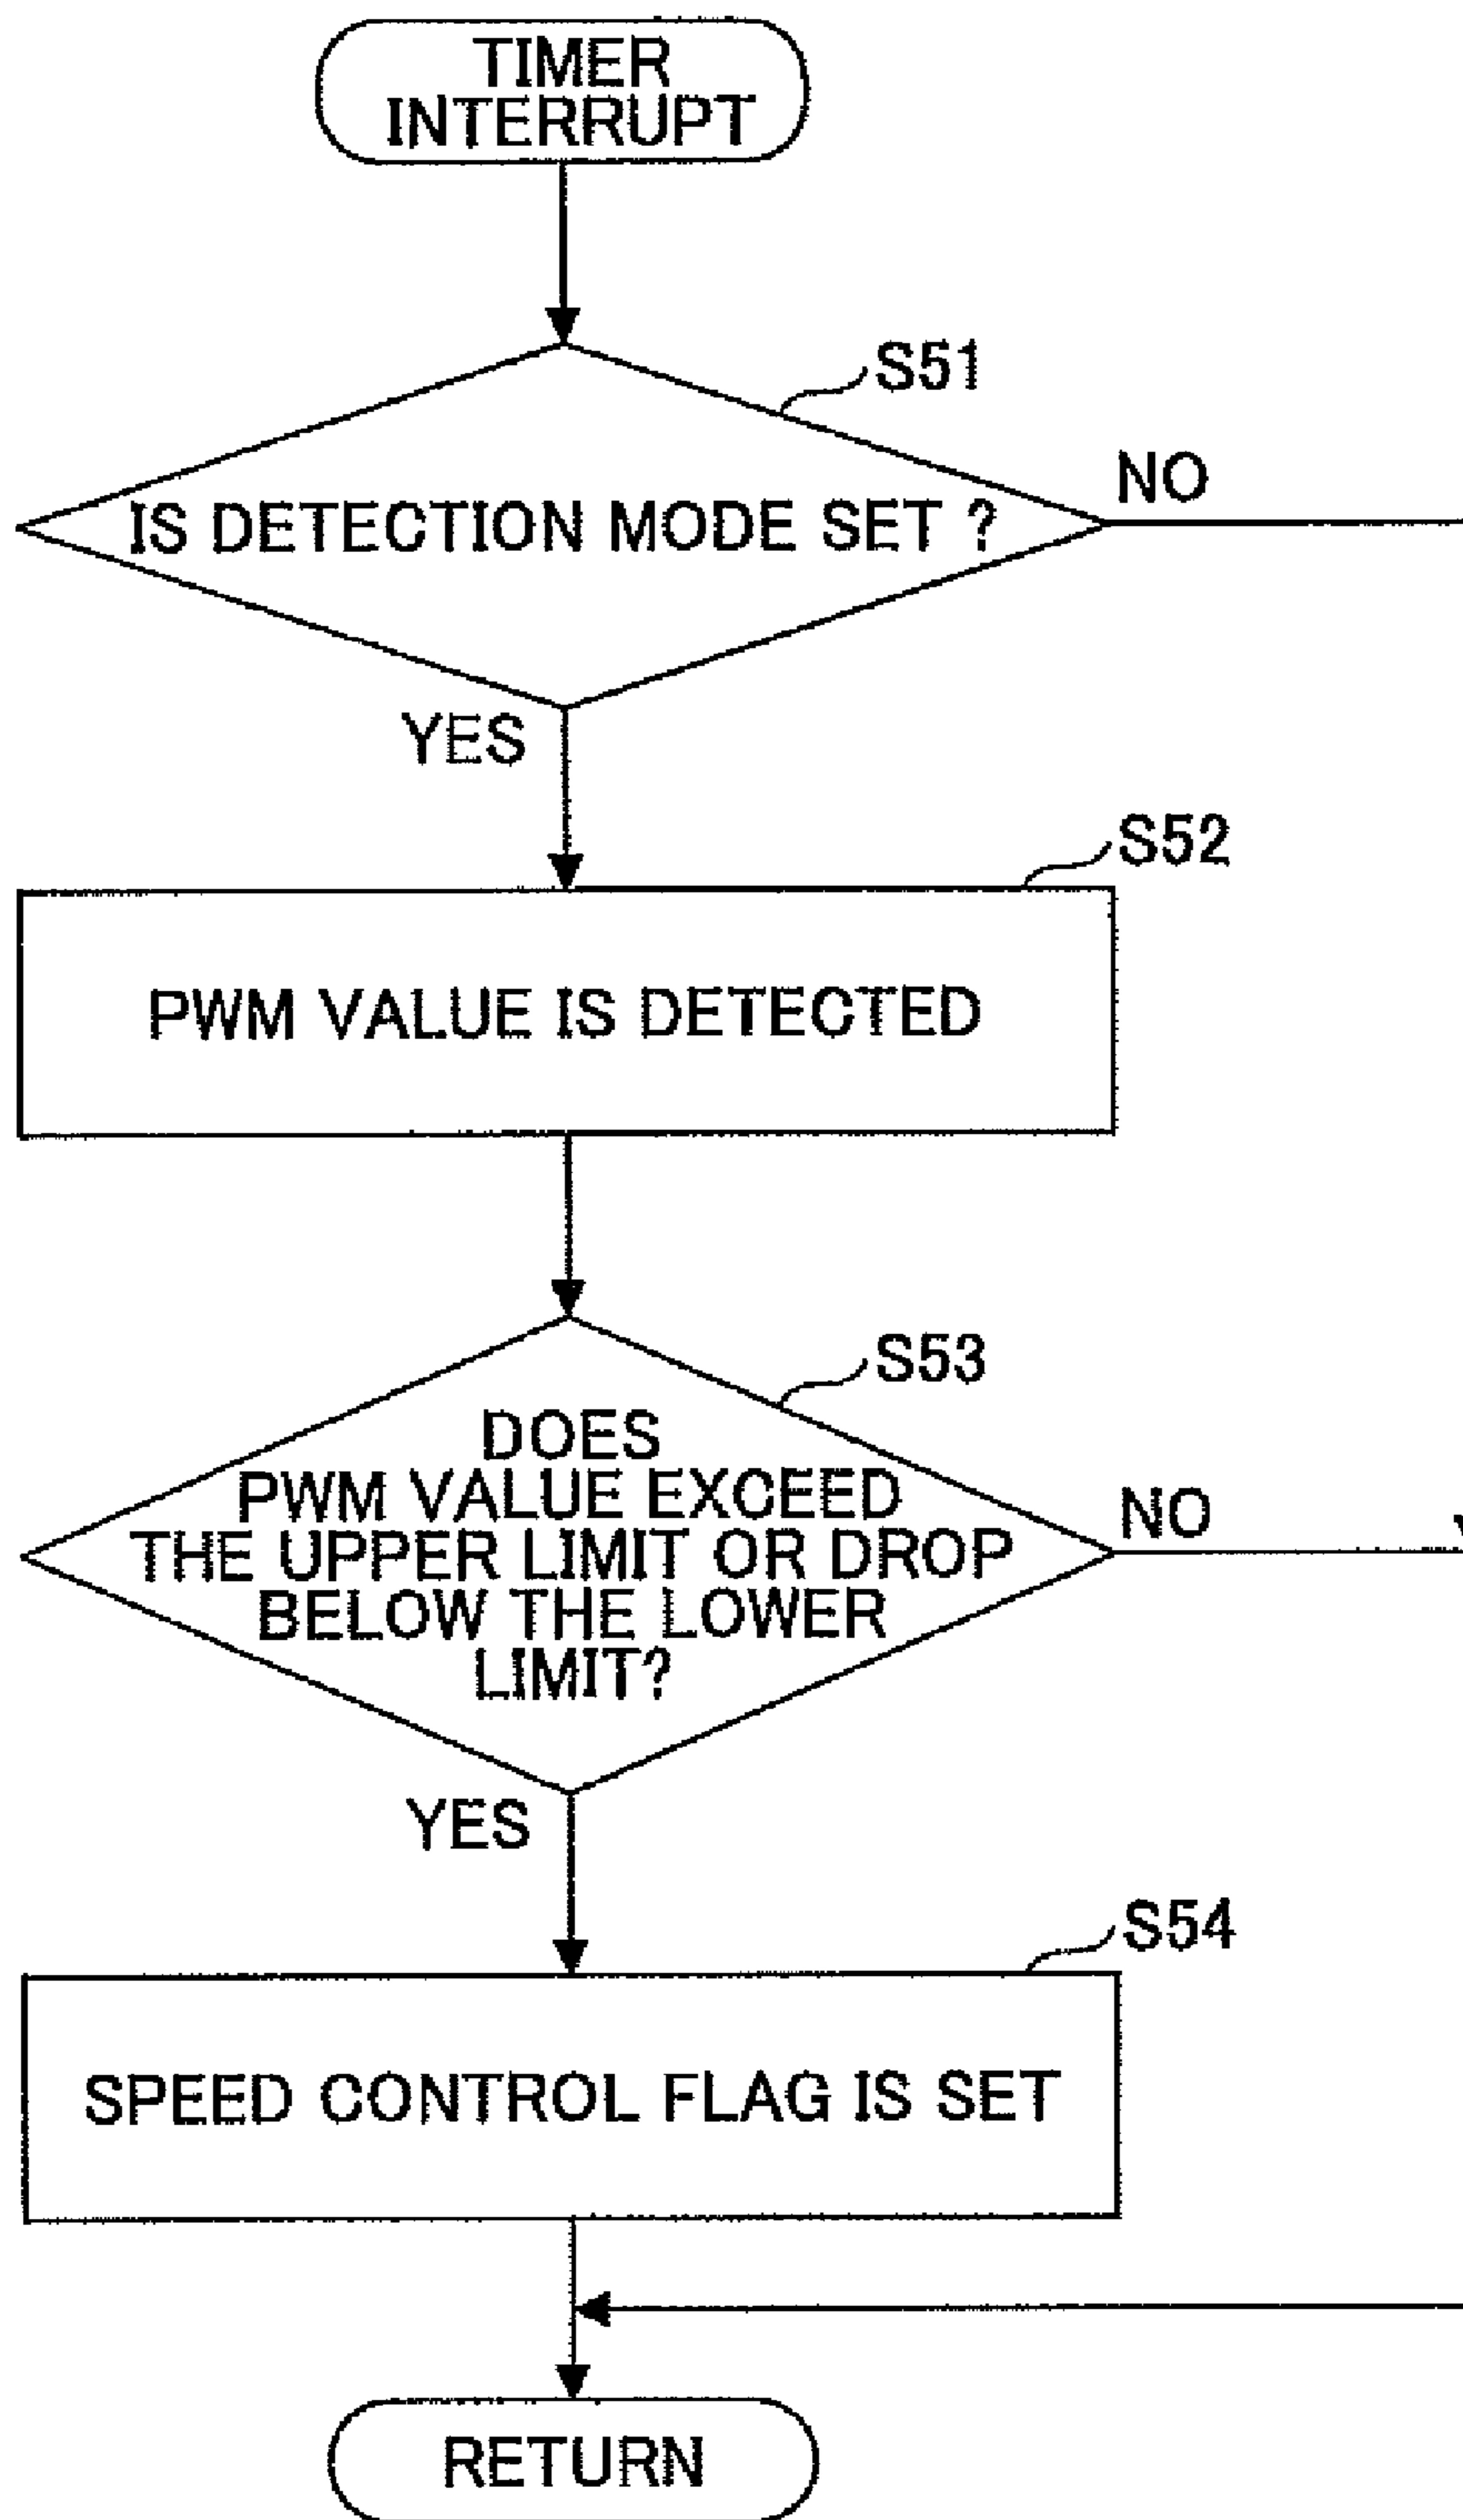 TIMER
INTERRUPT
S51
NO
IS DETECTION MODE SET ?
YES
S52
PWM VALUE IS DETECTED
S53
DOES
PWM VALUE EXCEED
NO
THE UPPER LIMIT OR DROP
BELOW THE LOWER
LIMIT?
YES
S54
SPEED CONTROL FLAG IS SET
RETURN